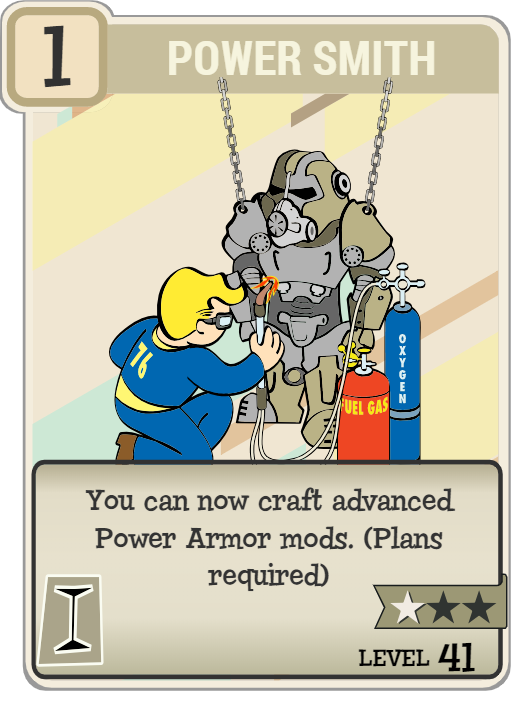 1
POWER SMITH
76
OXYGEN
FUEL GAS
You can now craft advanced
Power Armor mods. (Plans
required)
LEVEL 41